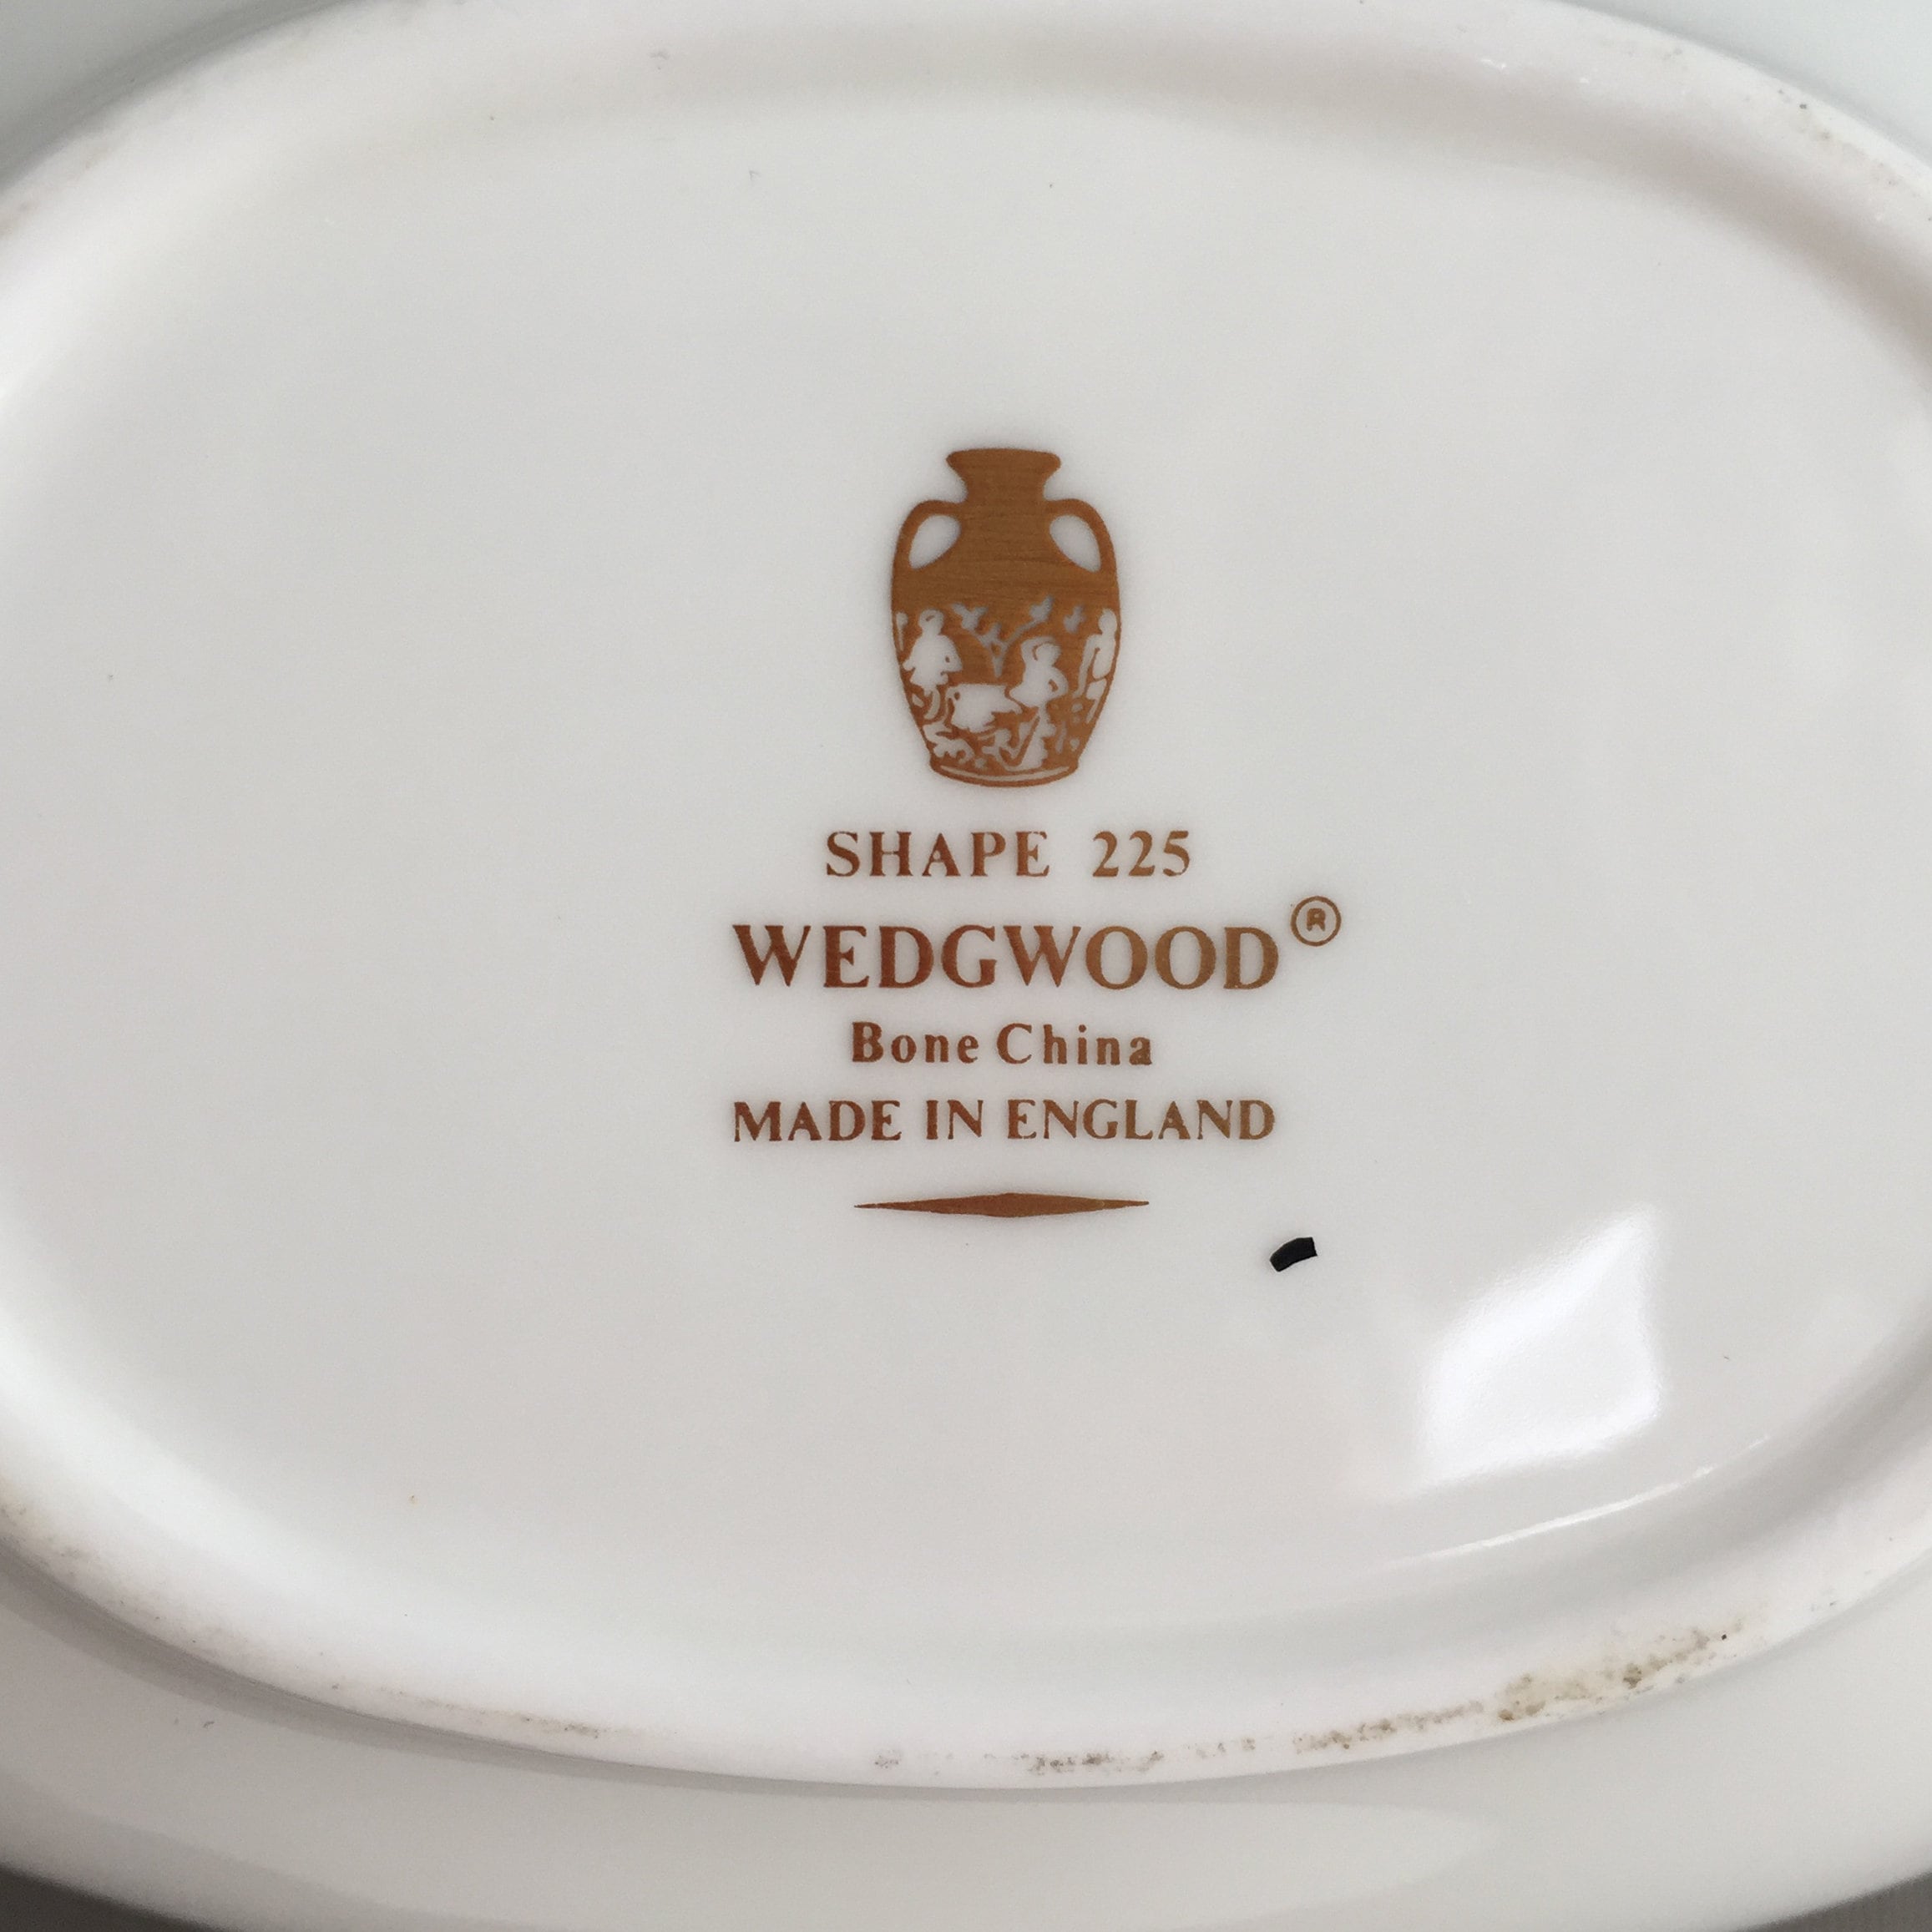 SHAPE 225
WEDGWOOD®
Bone China
MADE IN ENGLAND